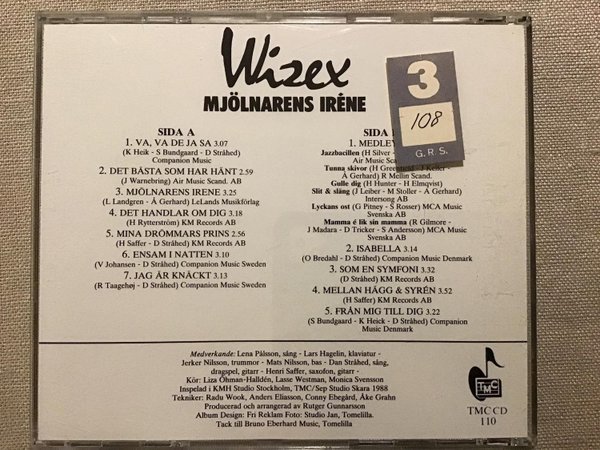 Wizex
MJÖLNARENS IRÉNE
3
108
G. R. S.
SIDA A
1. VA, VA DE JA SA 3.07
(K Heik - S Bundgaard - D Stråhed)
Companion Music
2. DET BÄSTA SOM HAR HÄNT 2.59
(J Warnebring) Air Music Scand. AB
3. MJÖLNARENS IRENE 3.25
(L Landgren - Å Gerhard) LeLands Musikförlag
4. DET HANDLAR OM DIG 3.18
(H Rytterström) KM Records AB
5. MINA DRÖMMARS PRINS 2.56
(H Saffer - D Stråhed) KM Records AB
6. ENSAM I NATTEN 3.10
(V Johansen - D Stråhed) Companion Music Sweden
7. JAG ÄR KNÄCKT 3.13
(R Taagehøj - D Stråhed) Companion Music Sweden
SIDA
1. MEDLEY
Jazzbacillen (H Silver - 
Air Music Scand
Tunna skivor (H Greenfield - J Keller -
Å Gerhard) R Mellin Scand.
Gulle dig (H Hunter - H Elmqvist)
Slit & släng (J Leiber - M Stoller - Å Gerhard)
Intersong AB
Lyckans ost (G Pitney - S Rosser) MCA Music
Svenska AB
Mamma é lik sin mamma (R Gilmore -
J Madara - D Tricker - S Andersson) MCA Music
Svenska AB
2. ISABELLA 3.14
(O Bredahl - D Stråhed) Companion Music Denmark
3. SOM EN SYMFONI 3.32
(D Stråhed) KM Records AB
4. MELLAN HÄGG & SYRÉN 3.52
(H Saffer) KM Records AB
5. FRÅN MIG TILL DIG 3.22
(S Bundgaard - K Heick - D Stråhed) Companion
Music Denmark
Medverkande: Lena Pålsson, sång - Lars Hagelin, klaviatur -
Jerker Nilsson, trummor - Mats Nilsson, bas - Dan Stråhed, sång,
dragspel, gitarr - Henri Saffer, saxofon, gitarr -
Kör: Liza Öhman-Halldén, Lasse Westman, Monica Svensson
Inspelad i KMH Studio Stockholm, TMC/Sep Studio Skara 1988
Tekniker: Radu Wook, Anders Eliasson, Conny Ebegård, Åke Grahn
Producerad och arrangerad av Rutger Gunnarsson
Album Design: Fri Reklam Foto: Studio Jan, Tomelilla.
Tack till Bruno Eberhard Music, Tomelilla
TMC
TMC CD
110